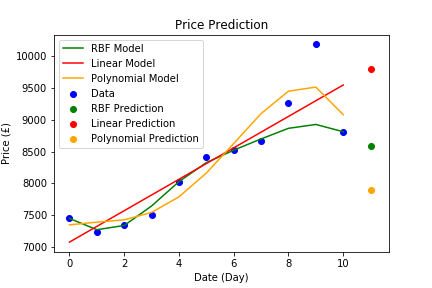 Price Prediction
RBF Model
Linear Model
Polynomial Model
Data
RBF Prediction
Linear Prediction
Polynomial Prediction
Price (£)
10000
9500
9000
8500
8000
7500
7000
0 2 4 6 8 10
Date (Day)